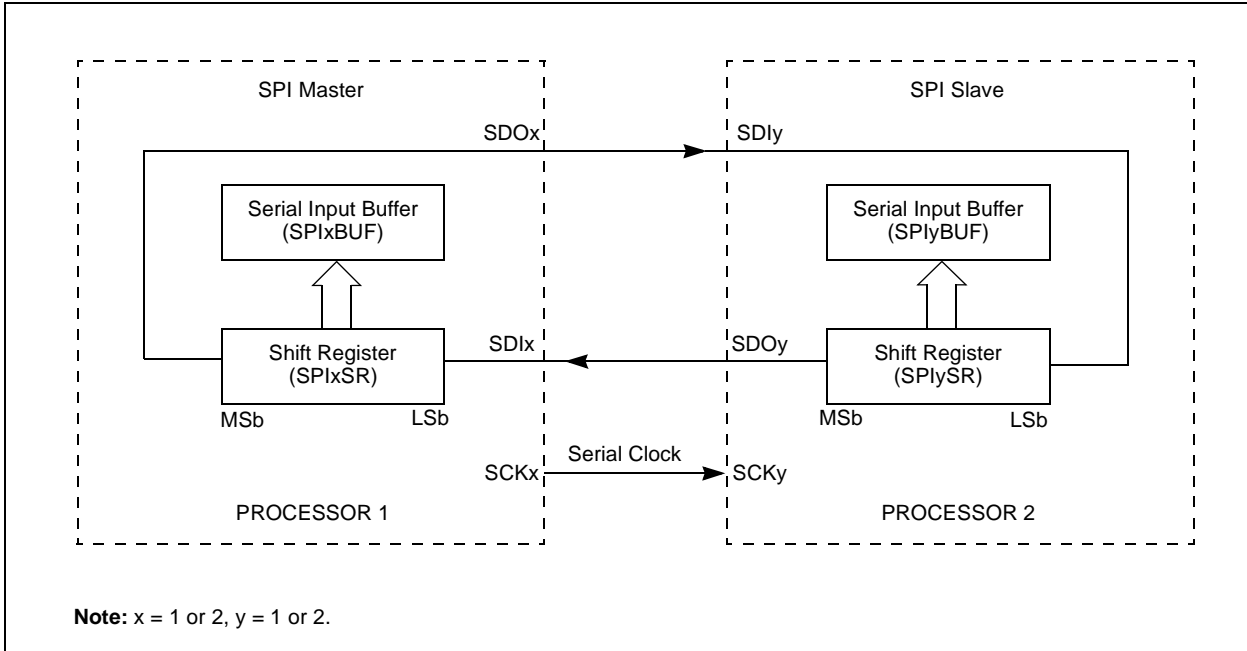 SPI Master
SPI Slave
SDOx
SDIy
Serial Input Buffer
(SPIxBUF)
Serial Input Buffer
(SPIyBUF)
SDIx
SDOy
Shift Register
(SPIxSR)
Shift Register
(SPIySR)
MSb
LSb
MSb
LSb
Serial Clock
SCKx
SCKy
PROCESSOR 1
PROCESSOR 2
Note: x = 1 or 2, y = 1 or 2.